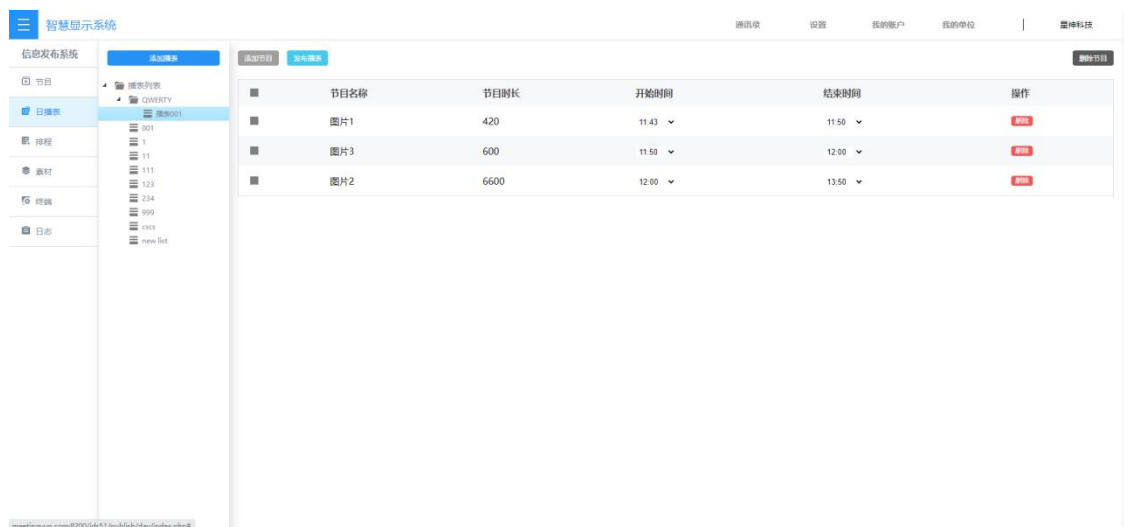 智慧显示系统 通讯录 设置 我的账户 我的单位 星绅科技
信息发布系统 添加播表 添加节目 发布播表 删除节目
节目
日播表
排程
素材
终端
日志
播表列表
QWERTY
播表001
001
1
11
111
123
234
999
cscs
new list
节目名称 节目时长 开始时间 结束时间 操作
图片1 420 11:43 11:50 删除
图片3 600 11:50 12:00 删除
图片2 6600 12:00 13:50 删除